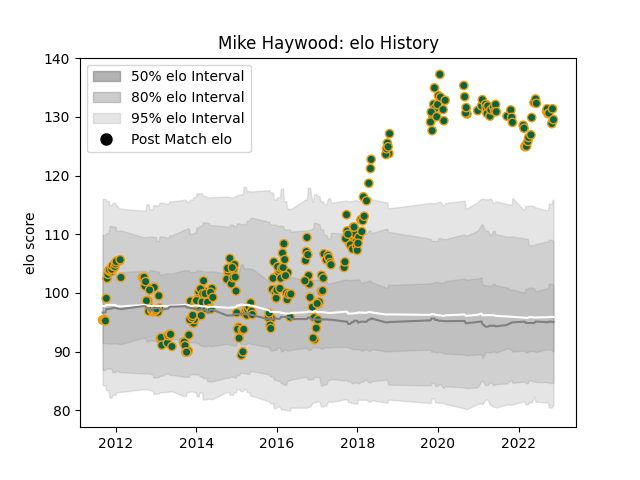 Mike Haywood: elo History
140
130
120
110
100
90
80
elo score
50% elo Interval
80% elo Interval
95% elo Interval
Post Match elo
2012 2014 2016 2018 2020 2022